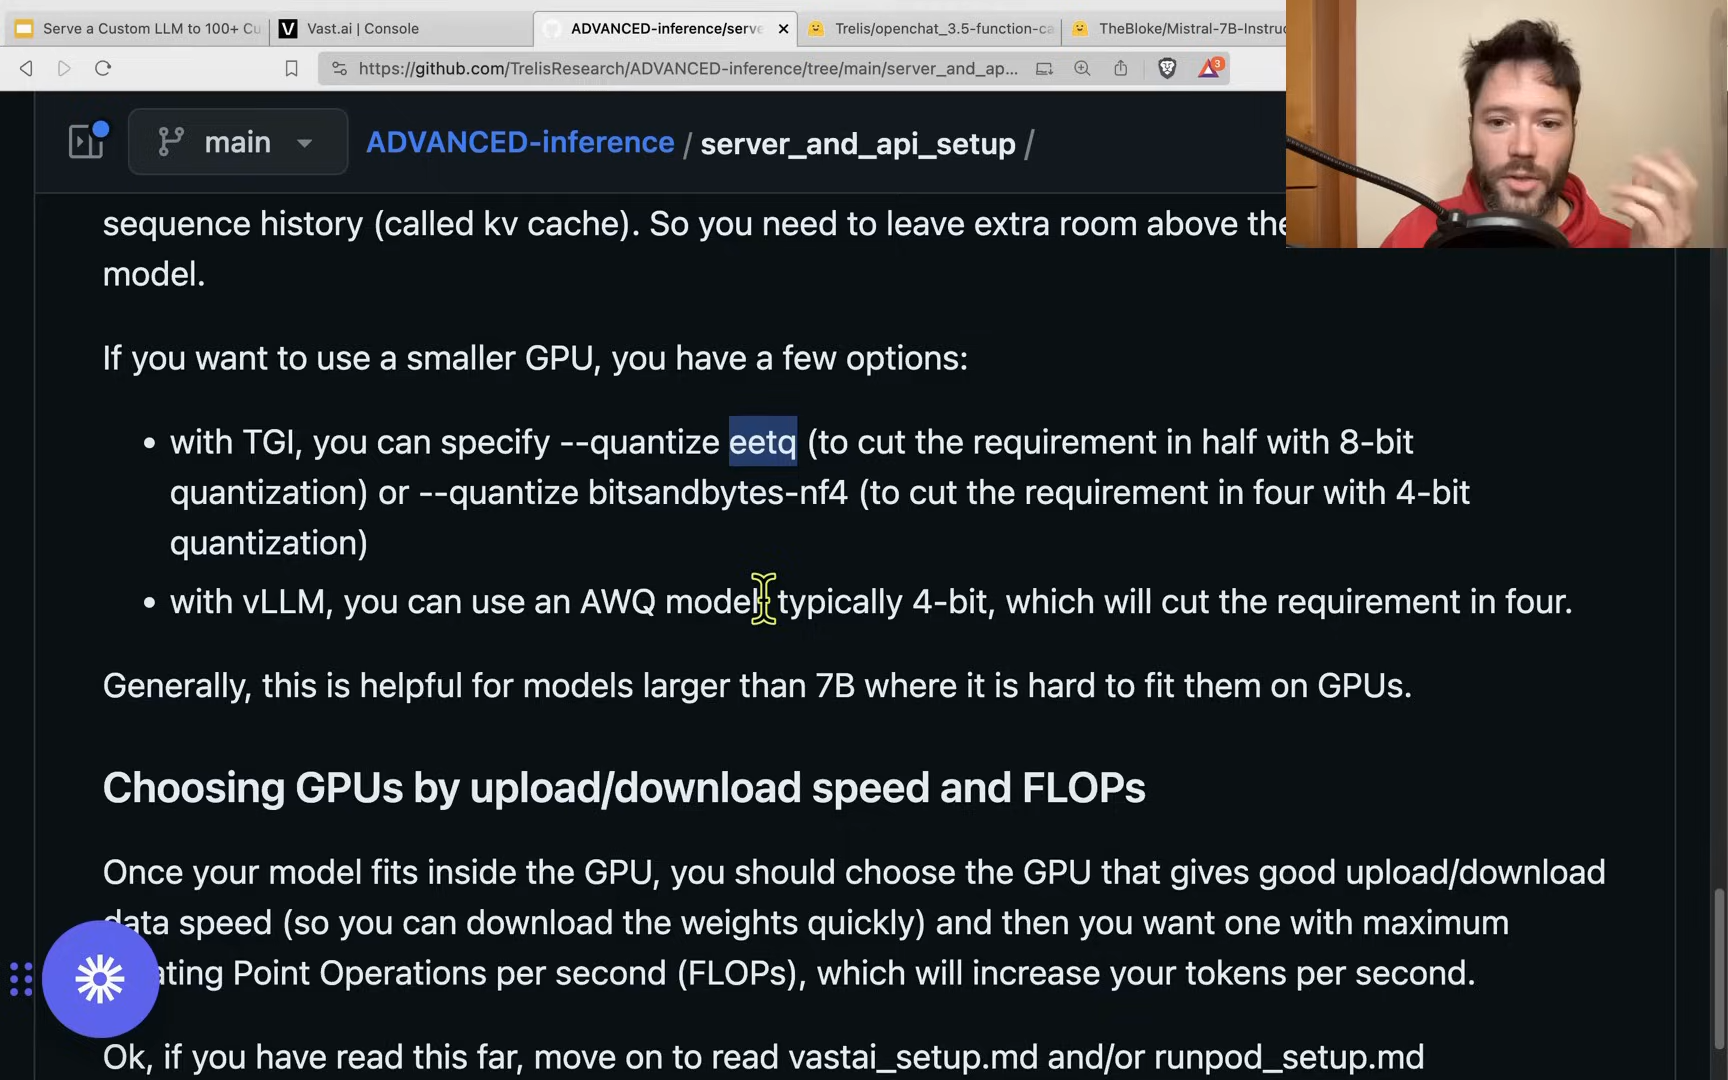 Serve a Custom LLM to 100+ Cu
Vast.ai | Console
ADVANCED-inference/serve
Trelis/openchat_3.5-function-ca
TheBloke/Mistral-7B-Instruc
https://github.com/TrelisResearch/ADVANCED-inference/tree/main/server_and_ap...
3
main
ADVANCED-inference / server_and_api_setup /
sequence history (called kv cache). So you need to leave extra room above the
model.
If you want to use a smaller GPU, you have a few options:
• with TGI, you can specify --quantize eetq (to cut the requirement in half with 8-bit
quantization) or --quantize bitsandbytes-nf4 (to cut the requirement in four with 4-bit
quantization)
• with vLLM, you can use an AWQ model, typically 4-bit, which will cut the requirement in four.
Generally, this is helpful for models larger than 7B where it is hard to fit them on GPUs.
Choosing GPUs by upload/download speed and FLOPs
Once your model fits inside the GPU, you should choose the GPU that gives good upload/download
data speed (so you can download the weights quickly) and then you want one with maximum
ating Point Operations per second (FLOPs), which will increase your tokens per second.
Ok, if you have read this far, move on to read vastai_setup.md and/or runpod_setup.md